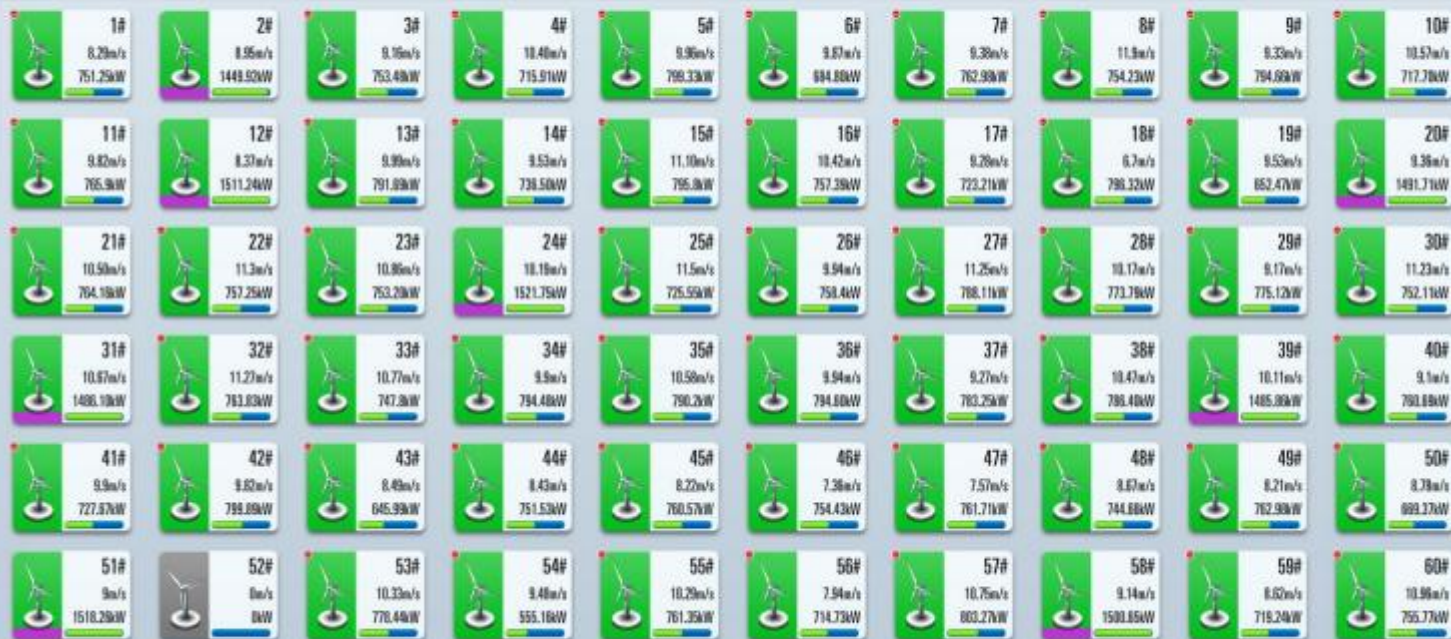 1# 2# 3# 4# 5# 6# 7# 8# 9# 10#
8.29m/s 8.95m/s 9.16m/s 10.40m/s 9.96m/s 9.87m/s 9.38m/s 11.9m/s 9.33m/s 10.57m/s
751.25kW 1449.92kW 753.48kW 715.91kW 799.33kW 684.88kW 762.98kW 754.23kW 794.66kW 717.70kW
11# 12# 13# 14# 15# 16# 17# 18# 19# 20#
9.82m/s 8.37m/s 9.99m/s 9.53m/s 11.10m/s 10.42m/s 9.28m/s 6.7m/s 9.53m/s 9.36m/s
765.9kW 1511.24kW 791.69kW 736.50kW 795.8kW 757.39kW 723.21kW 796.32kW 652.47kW 1491.71kW
21# 22# 23# 24# 25# 26# 27# 28# 29# 30#
10.50m/s 11.3m/s 10.86m/s 10.19m/s 11.5m/s 9.94m/s 11.25m/s 10.17m/s 9.17m/s 11.23m/s
764.16kW 757.25kW 753.20kW 1521.75kW 725.55kW 758.4kW 788.11kW 773.79kW 775.12kW 752.11kW
31# 32# 33# 34# 35# 36# 37# 38# 39# 40#
10.67m/s 11.27m/s 10.77m/s 9.9m/s 10.58m/s 9.94m/s 9.27m/s 10.47m/s 10.11m/s 9.1m/s
1486.10kW 763.83kW 747.8kW 794.48kW 790.2kW 794.60kW 783.25kW 786.40kW 1485.86kW 760.89kW
41# 42# 43# 44# 45# 46# 47# 48# 49# 50#
9.9m/s 9.82m/s 8.49m/s 8.43m/s 8.22m/s 7.36m/s 7.57m/s 8.67m/s 8.21m/s 8.78m/s
727.67kW 799.89kW 645.99kW 751.53kW 760.57kW 754.43kW 761.71kW 744.68kW 762.98kW 669.37kW
51# 52# 53# 54# 55# 56# 57# 58# 59# 60#
9m/s 0m/s 10.33m/s 9.48m/s 10.29m/s 7.94m/s 10.75m/s 9.14m/s 8.62m/s 10.96m/s
1518.26kW 0kW 778.44kW 555.16kW 761.35kW 714.73kW 803.27kW 1500.65kW 719.24kW 755.77kW